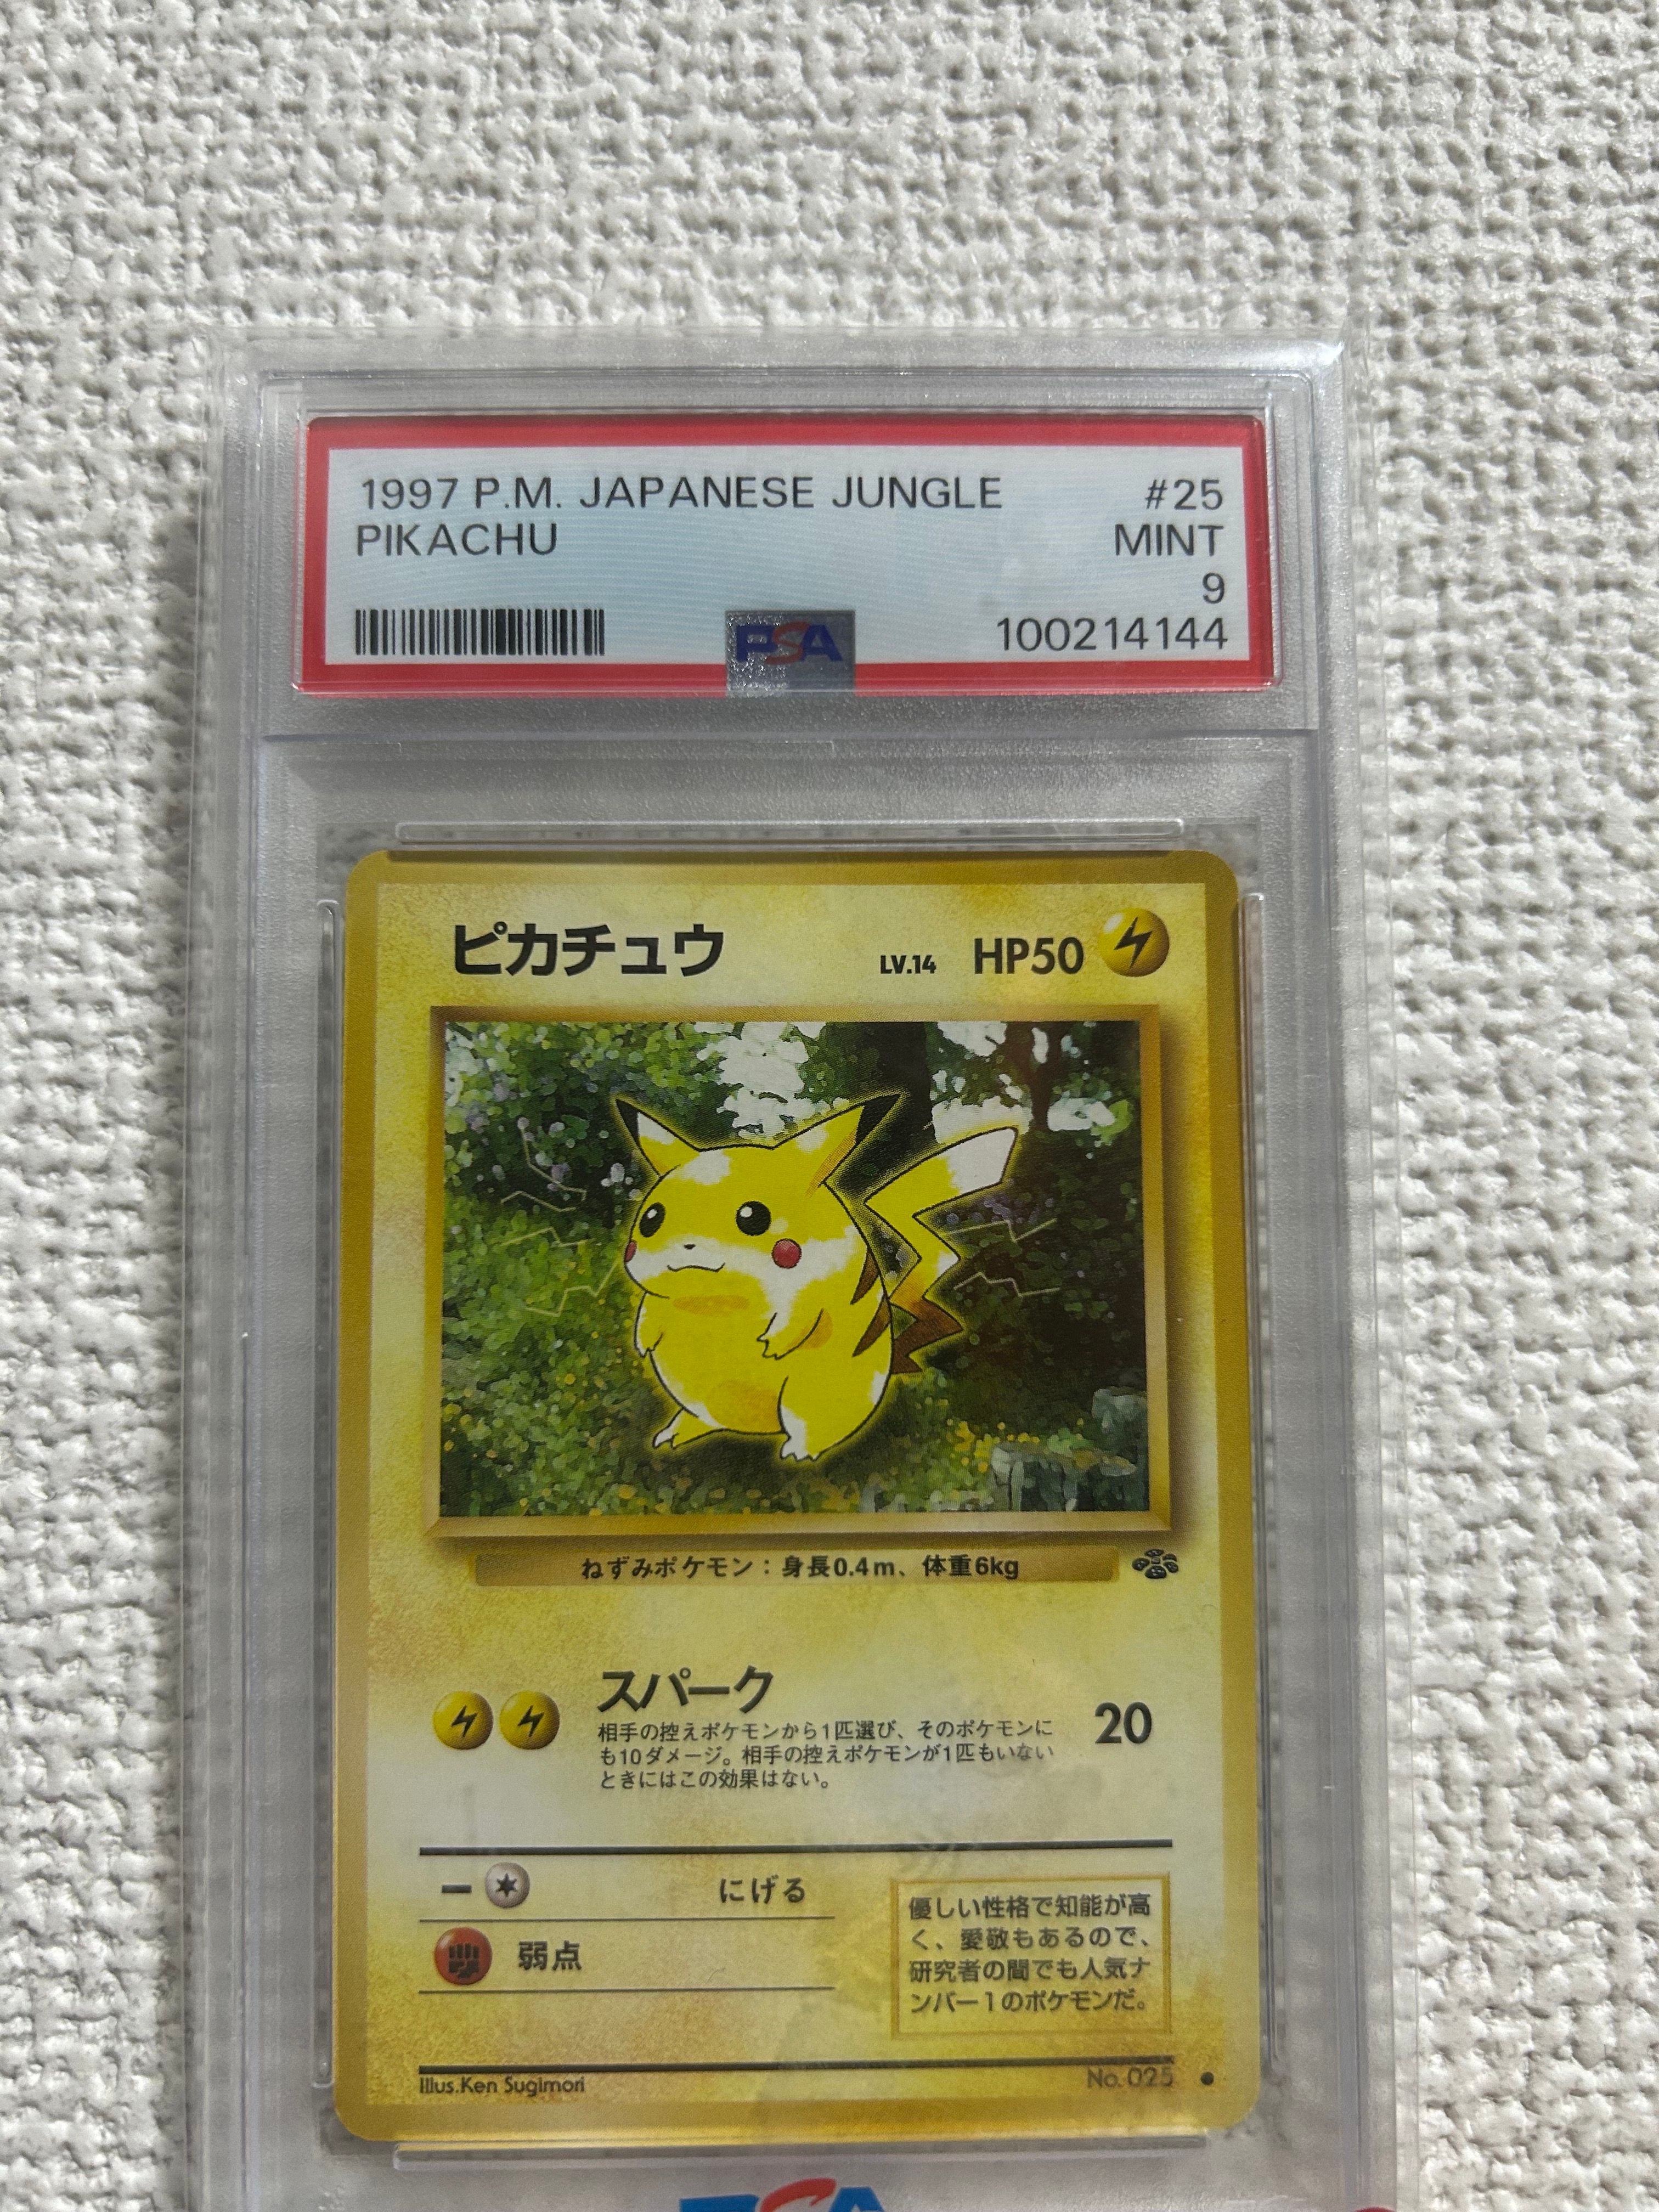 1997 P.M. JAPANESE JUNGLE #25
PIKACHU MINT
9
PSA 100214144
ピカチュウ LV.14 HP50
ねずみポケモン：身長0.4m、体重6kg
スパーク 20
相手の控えポケモンから1匹選び、そのポケモンに
も10ダメージ。相手の控えポケモンが1匹もいない
ときにはこの効果はない。
にげる
弱点
優しい性格で知能が高
く、愛敬もあるので、
研究者の間でも人気ナ
ンバー1のポケモンだ。
Illus.Ken Sugimori No. 025
PSA